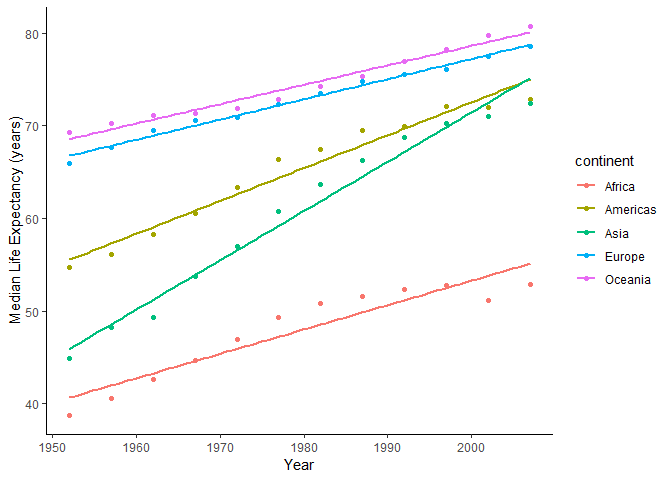 80
70
60
50
40
Median Life Expectancy (years)
1950 1960 1970 1980 1990 2000
Year
continent
Africa
Americas
Asia
Europe
Oceania